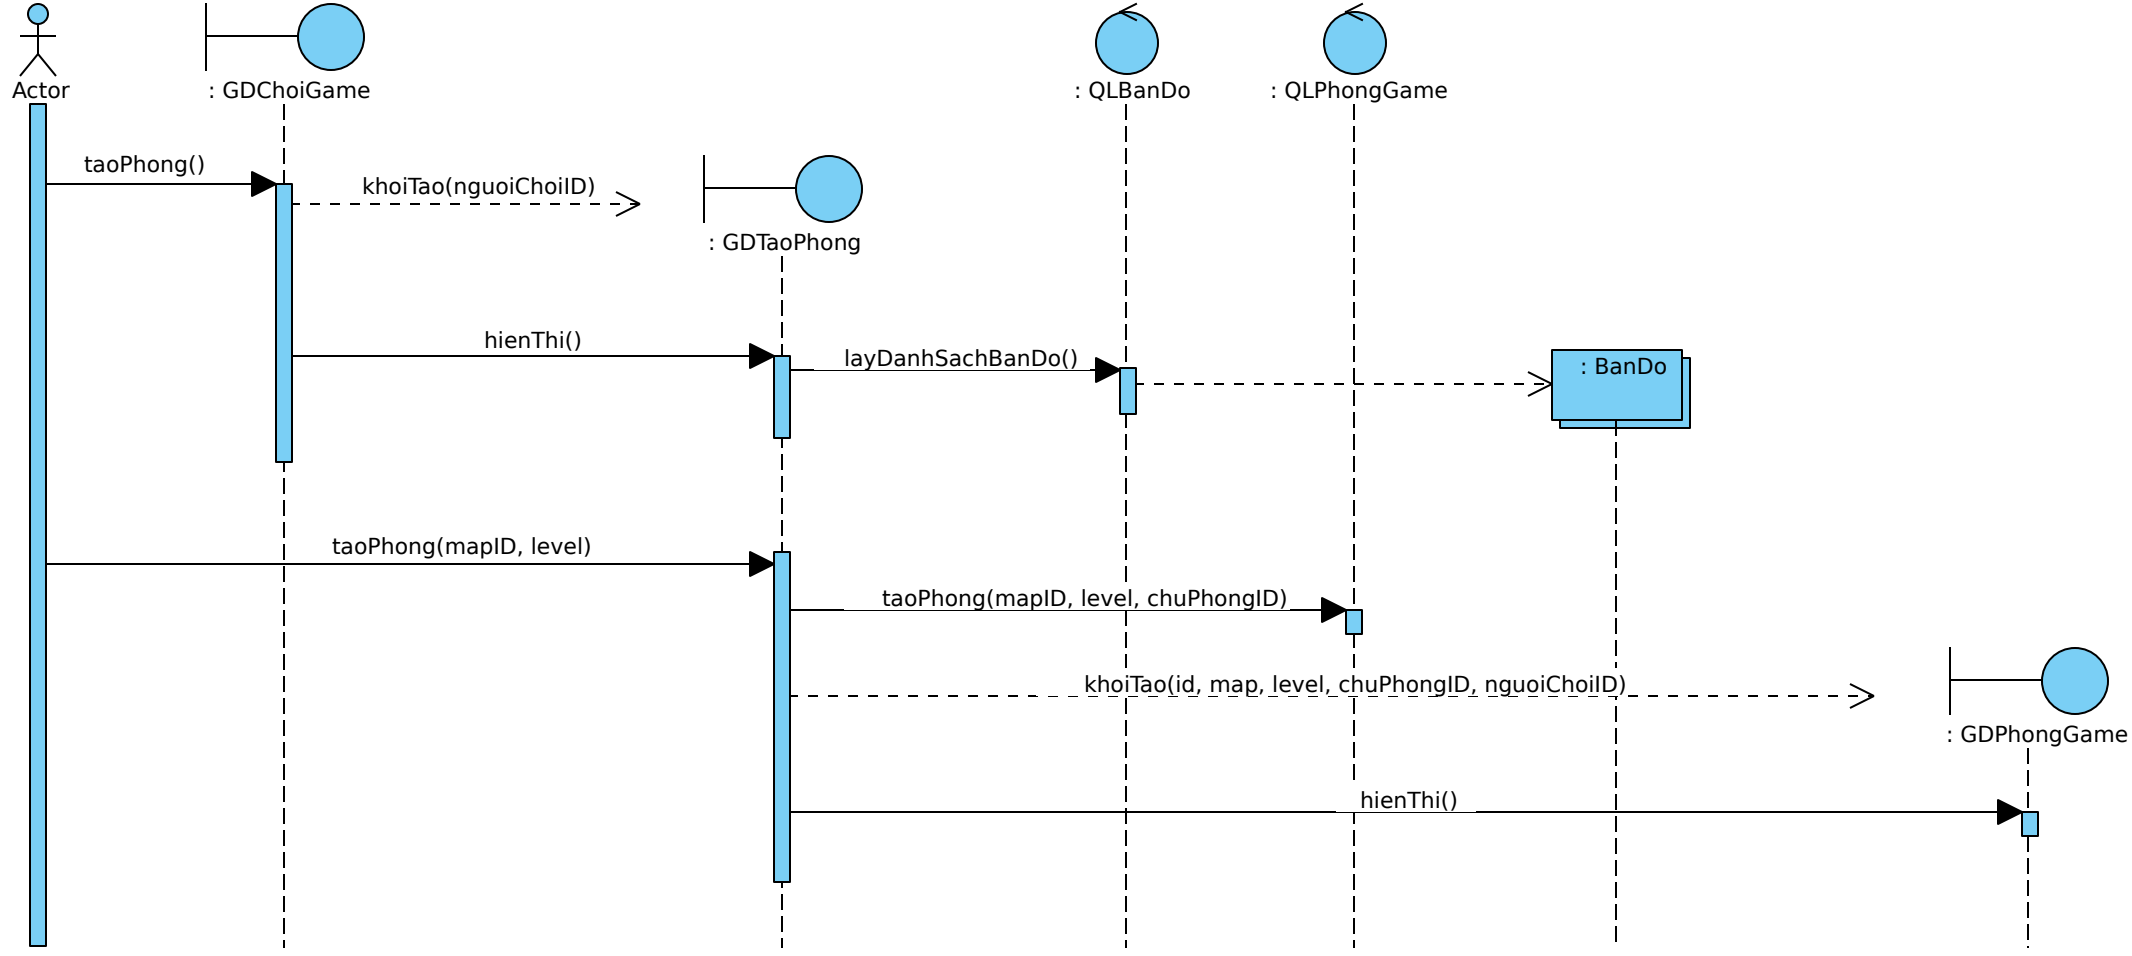 Actor
: GDChoiGame
: QLBanDo
: QLPhongGame
taoPhong()
khoiTao(nguoiChoiID)
: GDTaoPhong
hienThi()
layDanhSachBanDo()
: BanDo
taoPhong(mapID, level)
taoPhong(mapID, level, chuPhongID)
khoiTao(id, map, level, chuPhongID, nguoiChoiID)
: GDPhongGame
hienThi()